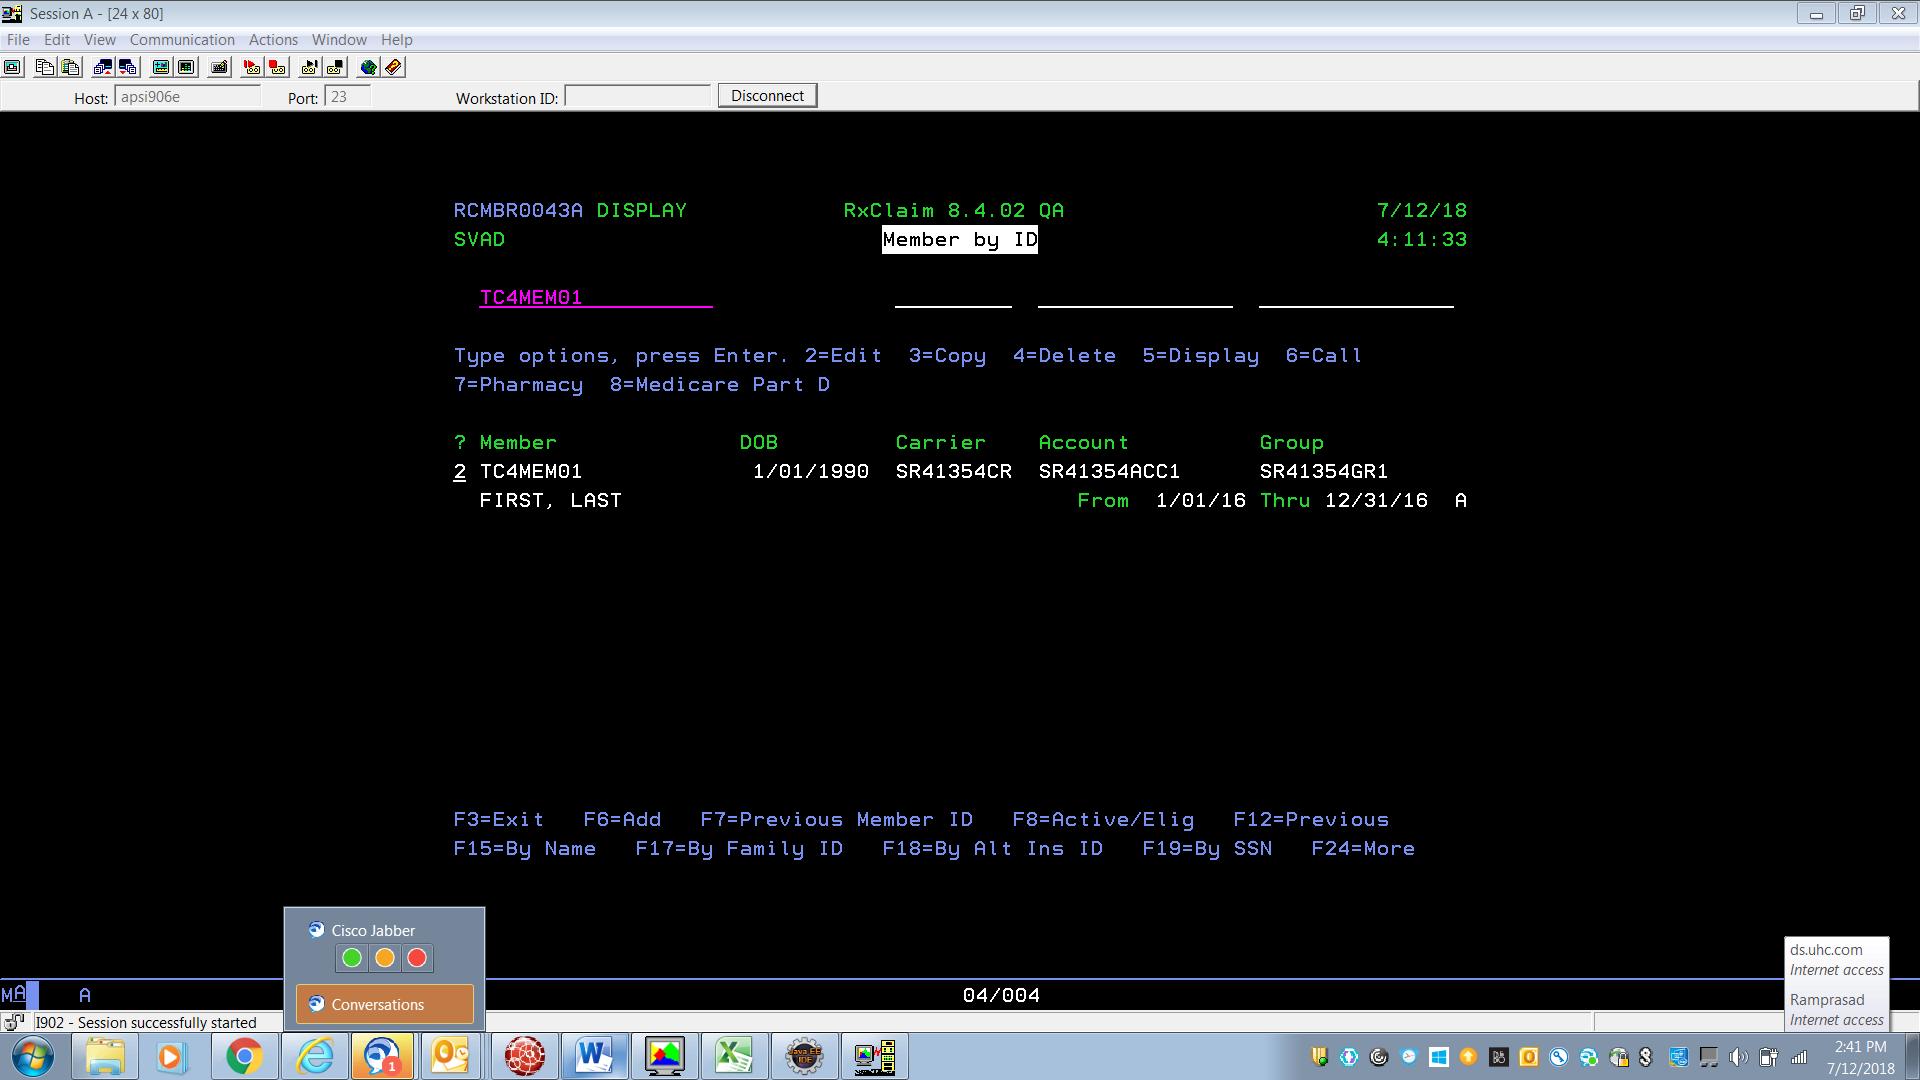 Session A - [24 x 80]
File Edit View Communication Actions Window Help
Host: apsi906e Port: 23 Workstation ID: Disconnect
RCMBR0043A DISPLAY RxClaim 8.4.02 QA 7/12/18
SVAD Member by ID 4:11:33
TC4MEM01
Type options, press Enter. 2=Edit 3=Copy 4=Delete 5=Display 6=Call
7=Pharmacy 8=Medicare Part D
? Member DOB Carrier Account Group
2 TC4MEM01 1/01/1990 SR41354CR SR41354ACC1 SR41354GR1
FIRST, LAST From 1/01/16 Thru 12/31/16 A
F3=Exit F6=Add F7=Previous Member ID F8=Active/Elig F12=Previous
F15=By Name F17=By Family ID F18=By Alt Ins ID F19=By SSN F24=More
Cisco Jabber
Conversations
ds.uhc.com
Internet access
Ramprasad
Internet access
MA A 04/004
I902 - Session successfully started
1
Java EE
IDE
2:41 PM
7/12/2018